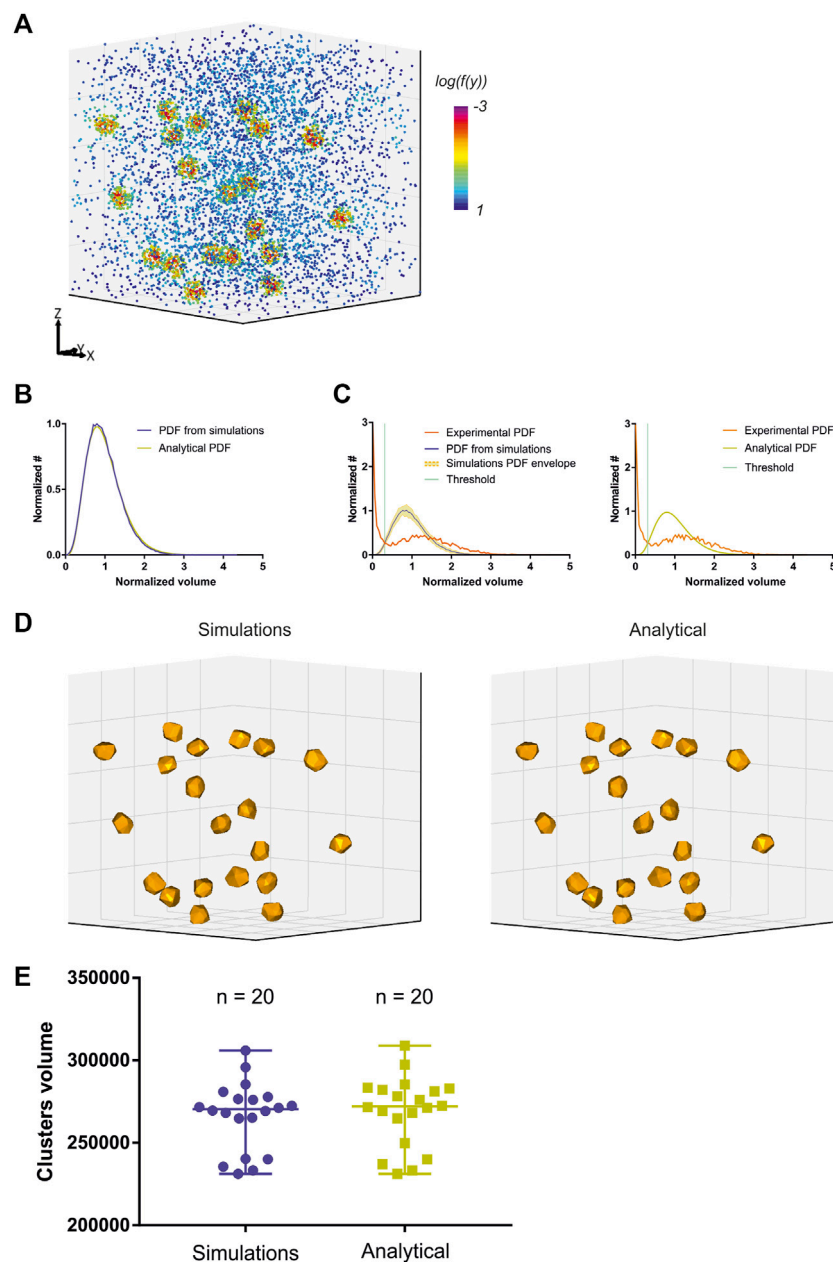 A
log(f(y))
-3
1
Z
Y
X
B
Normalized #
1.0
0.5
0.0
0 1 2 3 4 5
Normalized volume
PDF from simulations
Analytical PDF
C
Normalized #
3
2
1
0
0 1 2 3 4 5
Normalized volume
Experimental PDF
PDF from simulations
Simulations PDF envelope
Threshold
Normalized #
3
2
1
0
0 1 2 3 4 5
Normalized volume
Experimental PDF
Analytical PDF
Threshold
D
Simulations
Analytical
E
Clusters volume
350000
300000
250000
200000
n = 20
n = 20
Simulations
Analytical